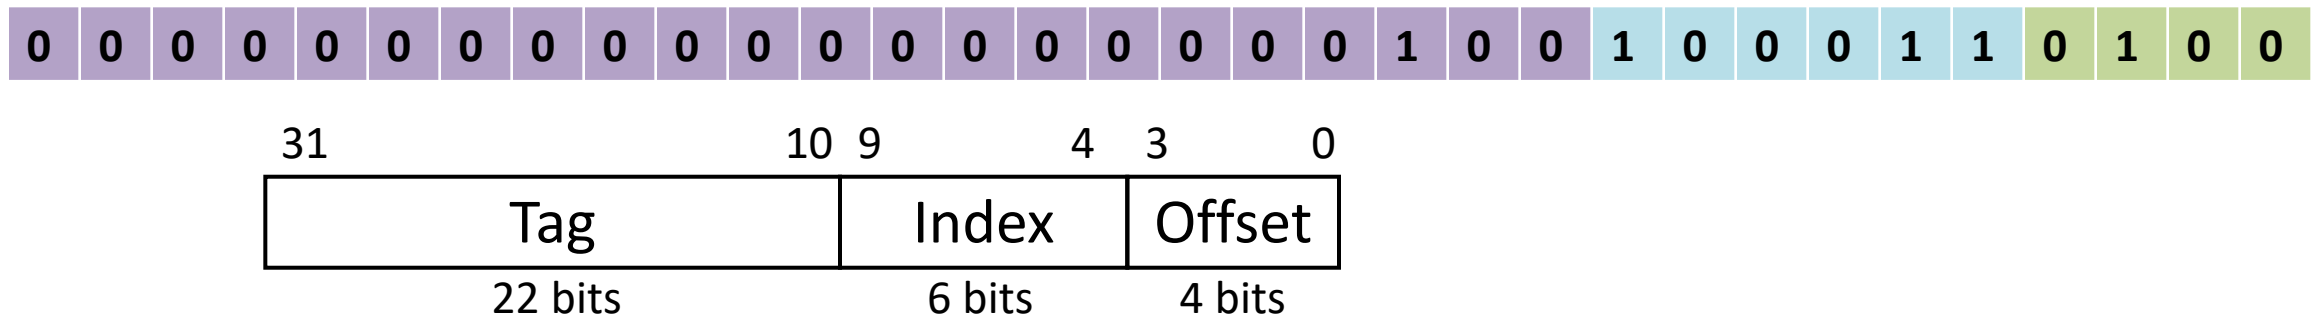 0 0 0 0 0 0 0 0 0 0 0 0 0 0 0 0 0 0 0 1 0 0 1 0 0 0 1 1 0 1 0 0
31 10 9 4 3 0
Tag Index Offset
22 bits 6 bits 4 bits